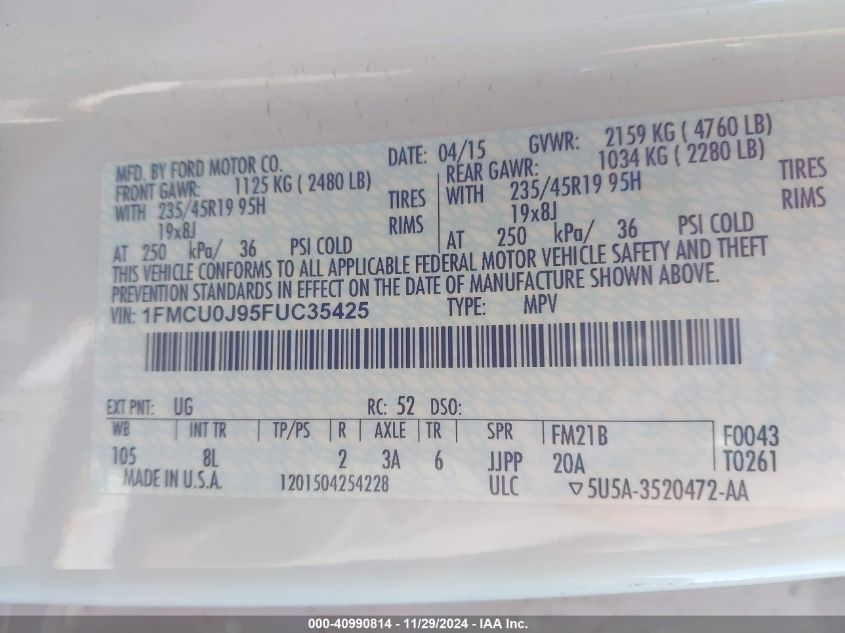 MFD. BY FORD MOTOR CO. DATE: 04/15 GVWR: 2159 KG ( 4760 LB)
FRONT GAWR: 1125 KG ( 2480 LB) REAR GAWR: 1034 KG ( 2280 LB)
WITH 235/45R19 95H TIRES WITH 235/45R19 95H TIRES
19x8J RIMS 19x8J RIMS
AT 250 kPa/ 36 PSI COLD AT 250 kPa/ 36 PSI COLD
THIS VEHICLE CONFORMS TO ALL APPLICABLE FEDERAL MOTOR VEHICLE SAFETY AND THEFT
PREVENTION STANDARDS IN EFFECT ON THE DATE OF MANUFACTURE SHOWN ABOVE.
VIN: 1FMCU0J95FUC35425 TYPE: MPV
EXT PNT: UG RC: 52 DSO:
WB INT TR TP/PS R AXLE TR SPR FM21B F0043
105 8L 2 3A 6 JJPP 20A T0261
MADE IN U.S.A. 1201504254228 ULC ▽5U5A-3520472-AA
000-40990814 - 11/29/2024 - IAA Inc.